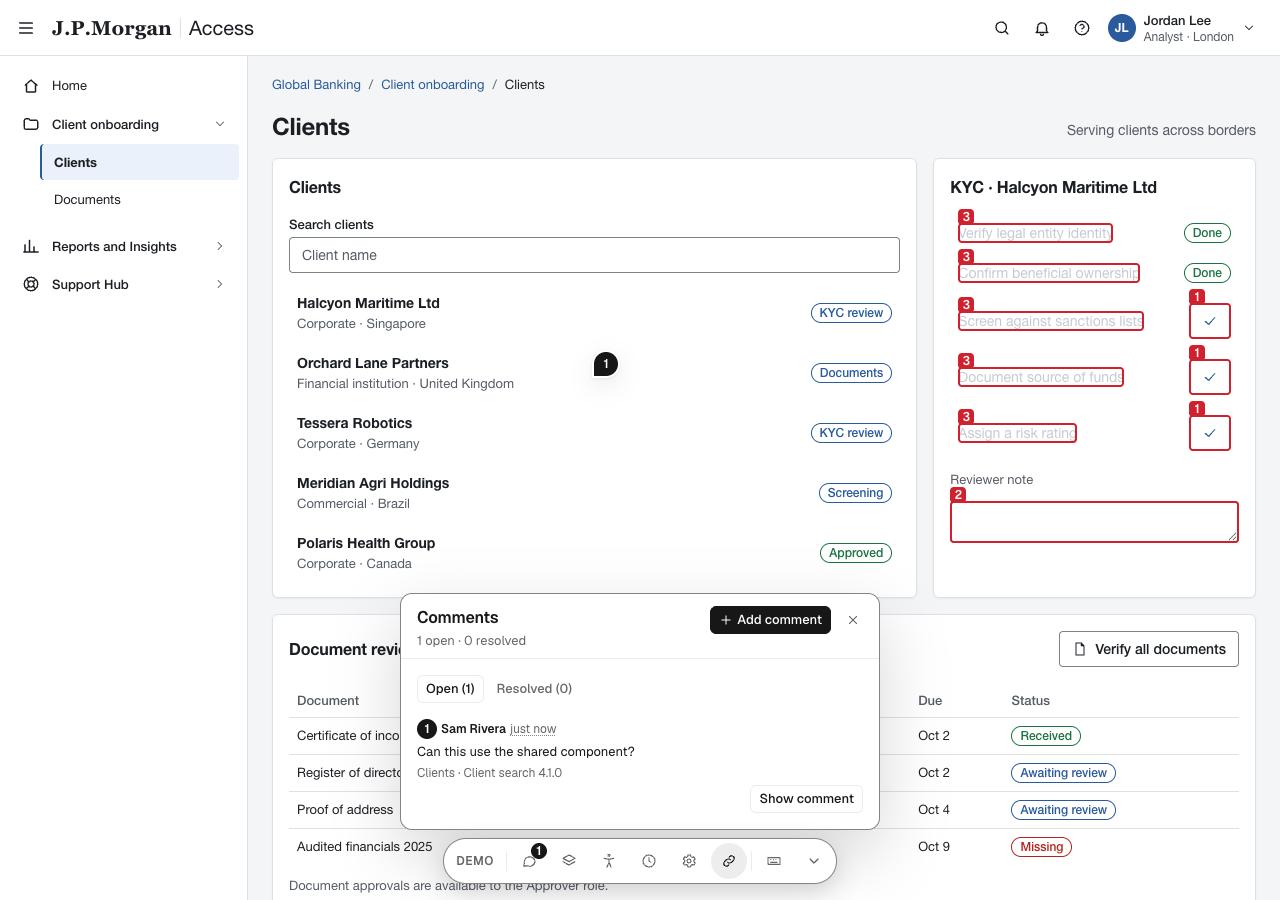 J.P.Morgan Access
JL
Jordan Lee
Analyst · London
Home
Client onboarding
Clients
Documents
Reports and Insights
Support Hub
Global Banking / Client onboarding / Clients
Clients
Serving clients across borders
Clients
Search clients
Client name
Halcyon Maritime Ltd
Corporate · Singapore
KYC review
Orchard Lane Partners
Financial institution · United Kingdom
1
Documents
Tessera Robotics
Corporate · Germany
KYC review
Meridian Agri Holdings
Commercial · Brazil
Screening
Polaris Health Group
Corporate · Canada
Approved
KYC · Halcyon Maritime Ltd
3
Verify legal entity identity
Done
3
Confirm beneficial ownership
Done
3
Screen against sanctions lists
1
3
Document source of funds
1
3
Assign a risk rating
1
Reviewer note
2
Document
Verify all documents
Document Due Status
Certificate of Oct 2 Received
Register of Oct 2 Awaiting review
Proof of address Oct 4 Awaiting review
Audited financials 2025 Oct 9 Missing
Document approvals are available to the Approver role.
Comments
1 open · 0 resolved
Add comment
Open (1) Resolved (0)
1 Sam Rivera just now
Can this use the shared component?
Clients · Client search 4.1.0
Show comment
DEMO
1